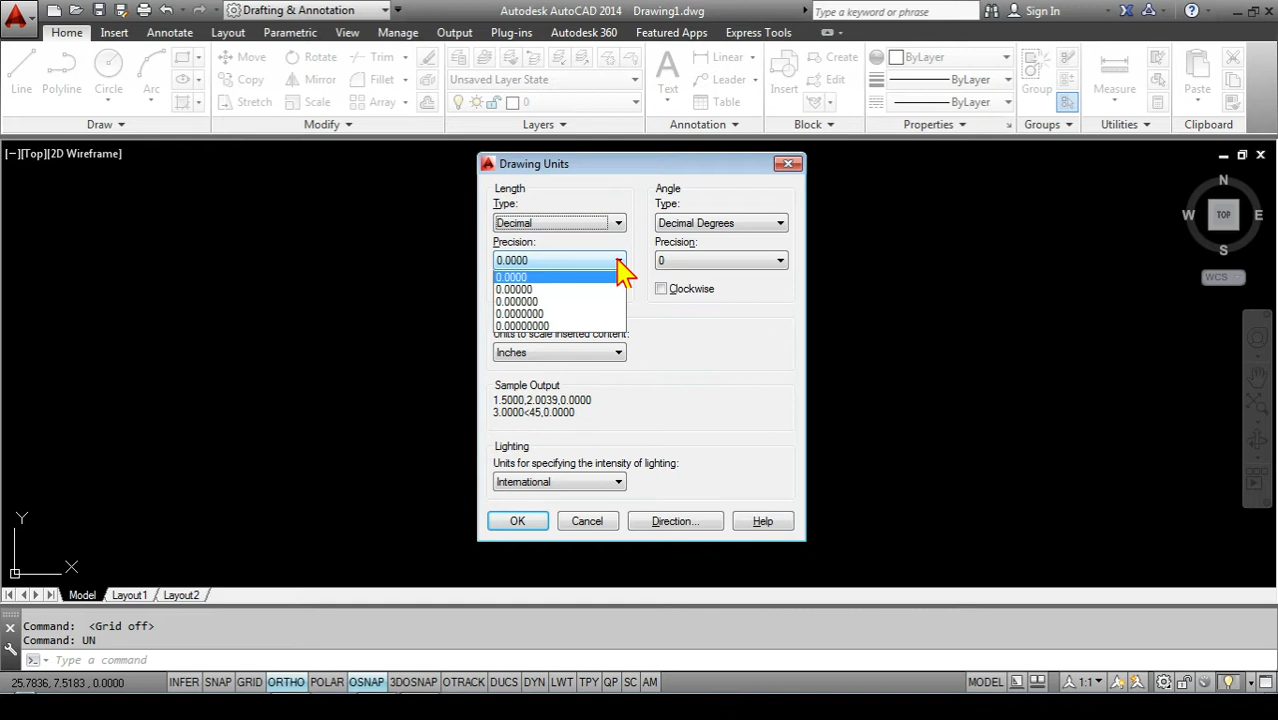 Drafting & Annotation
Autodesk AutoCAD 2014 Drawing1.dwg
Type a keyword or phrase
Sign In
Home Insert Annotate Layout Parametric View Manage Output Plug-ins Autodesk 360 Featured Apps Express Tools
Line Polyline Circle Arc
Move Rotate Trim
Copy Mirror Fillet
Stretch Scale Array
Unsaved Layer State
0
Text
Linear
Leader
Table
Insert
Create
Edit
ByLayer
ByLayer
ByLayer
Group
Measure
Paste
Draw Modify Layers Annotation Block Properties Groups Utilities Clipboard
[−][Top][2D Wireframe]
N
W TOP E
S
WCS
Drawing Units
Length
Type:
Decimal
Precision:
0.0000
0.0000
0.00000
0.000000
0.0000000
0.00000000
Angle
Type:
Decimal Degrees
Precision:
0
Clockwise
Units to scale inserted content:
Inches
Sample Output
1.5000,2.0039,0.0000
3.0000<45,0.0000
Lighting
Units for specifying the intensity of lighting:
International
OK Cancel Direction... Help
Y
X
Model Layout1 Layout2
Command: <Grid off>
Command: UN
Type a command
25.7836, 7.5183 , 0.0000 INFER SNAP GRID ORTHO POLAR OSNAP 3DOSNAP OTRACK DUCS DYN LWT TPY QP SC AM MODEL 1:1